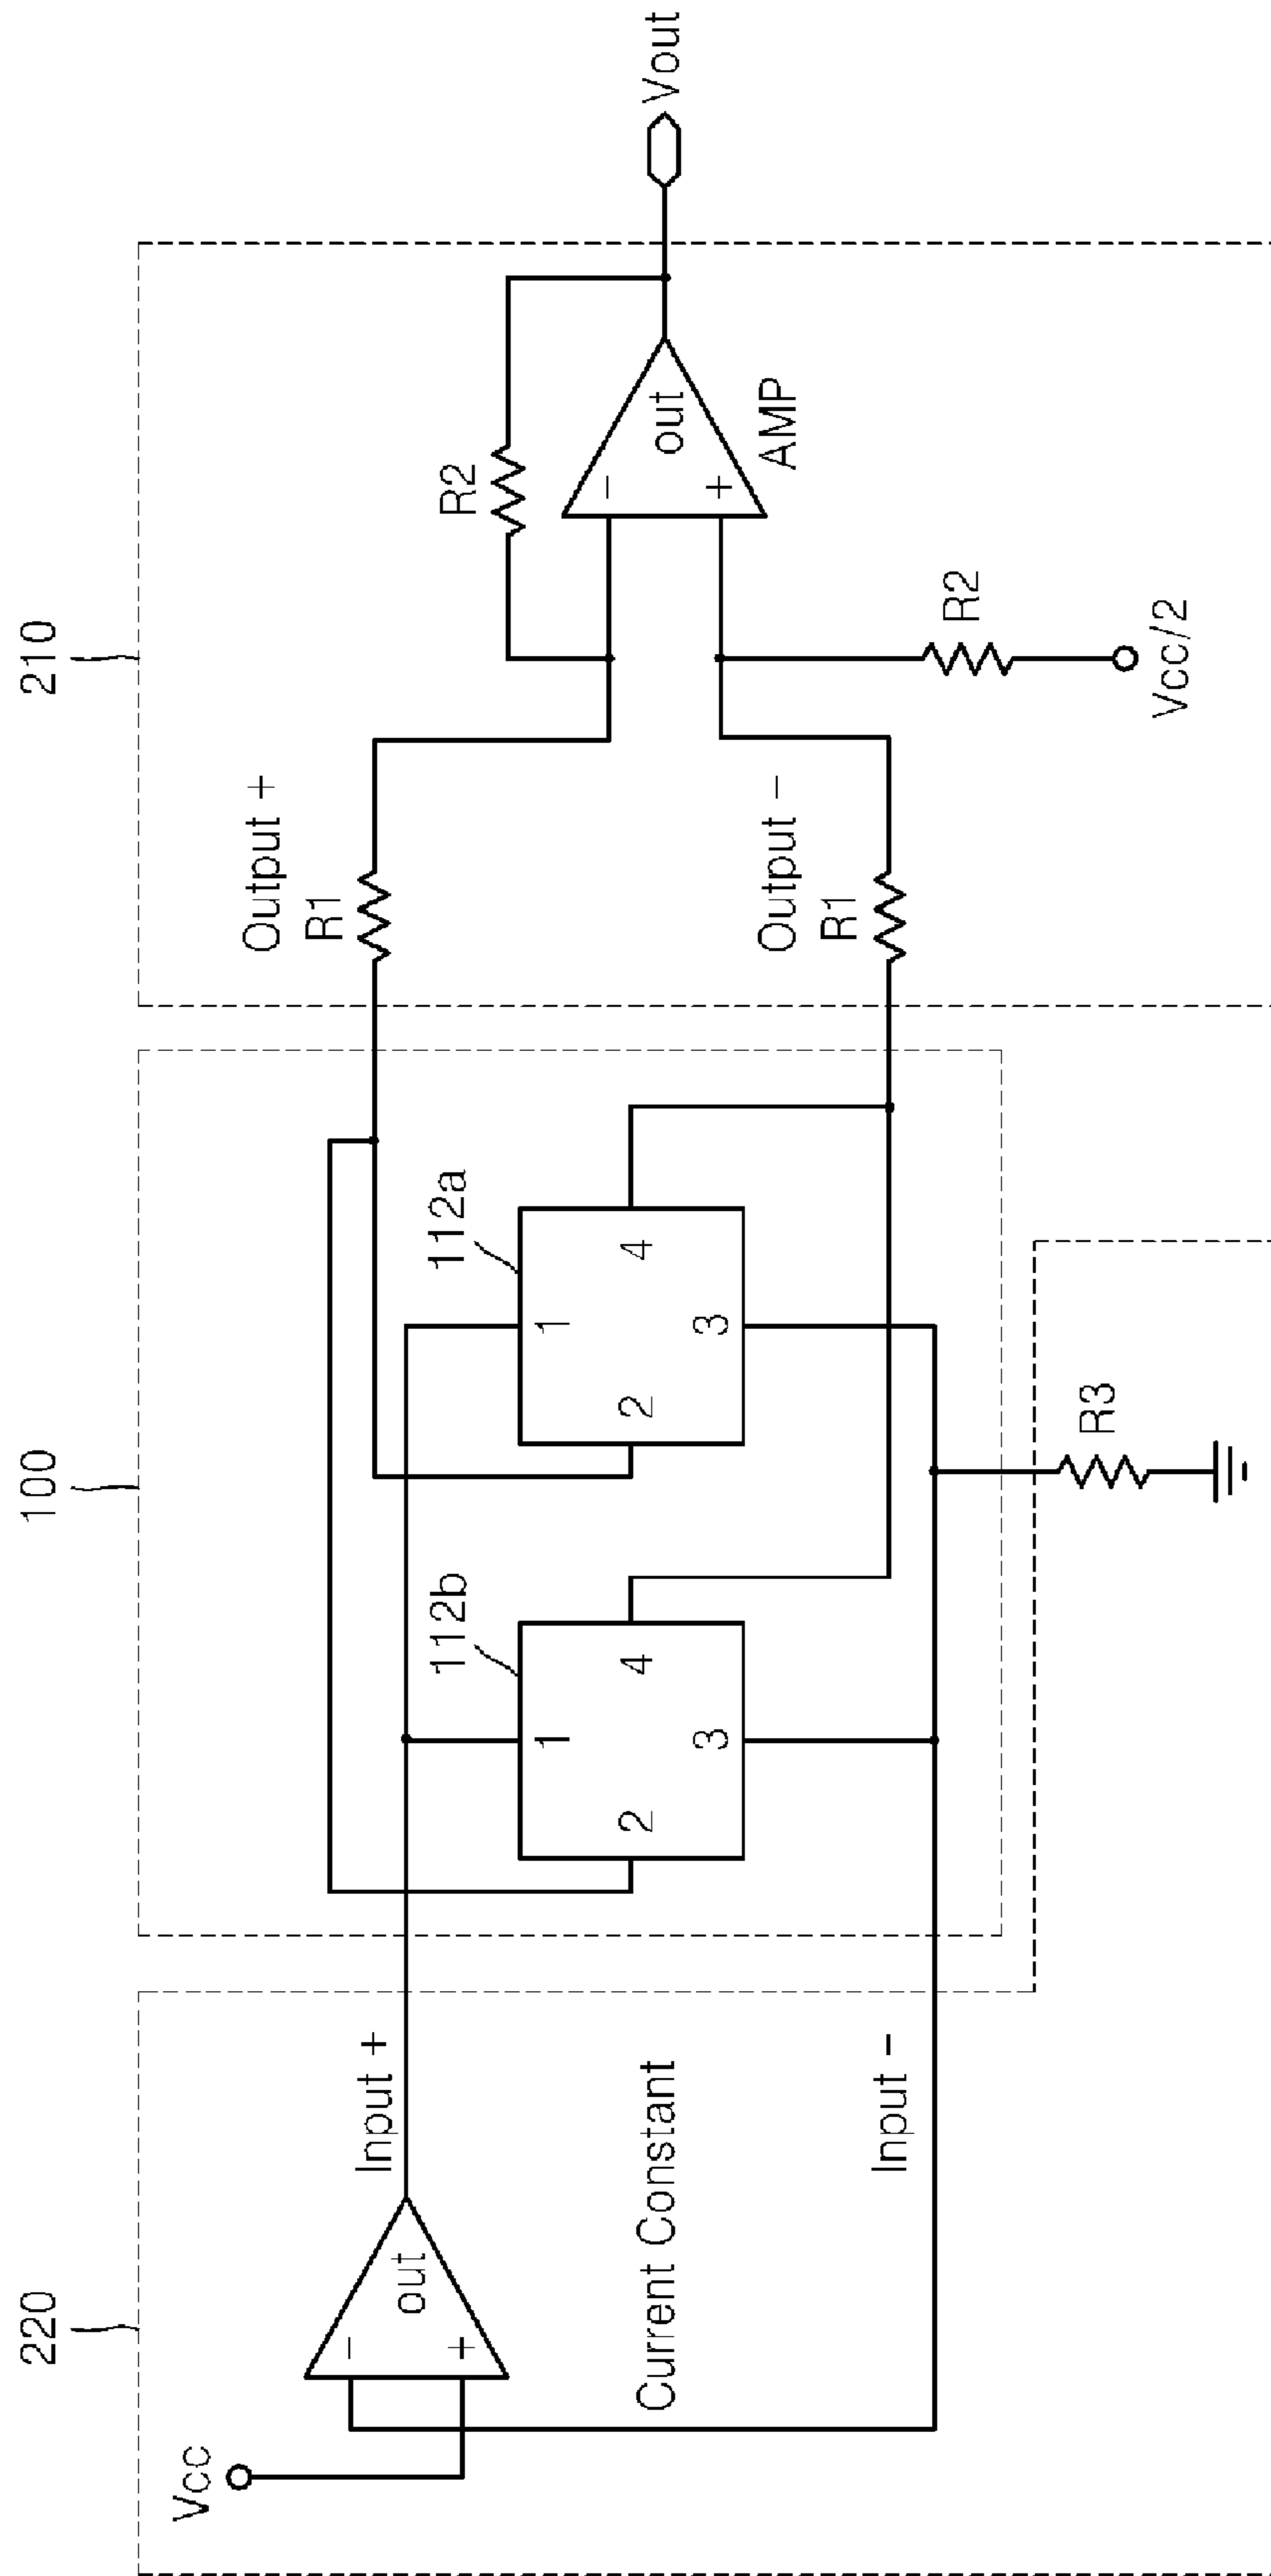 220
100
210
Vcc
-
+
out
Input +
Current Constant
Input -
112b
1
2
3
4
112a
1
2
3
4
R3
Output +
R1
Output -
R1
R2
-
+
out
AMP
R2
Vcc/2
Vout